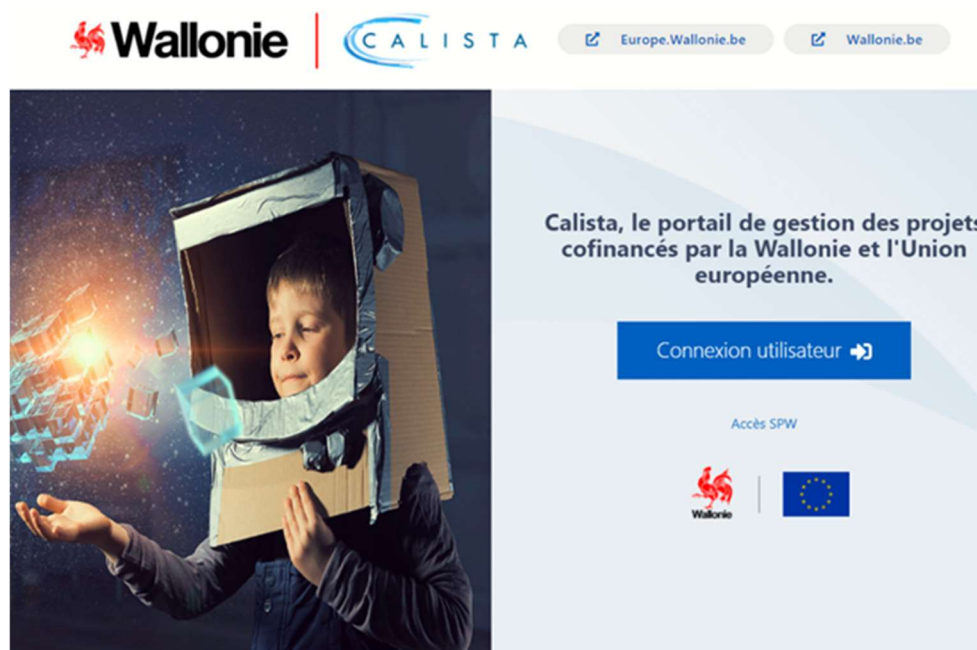 Wallonie
CALISTA
Europe.Wallonie.be
Wallonie.be
Calista, le portail de gestion des projets
cofinancés par la Wallonie et l'Union
européenne.
Connexion utilisateur
Accès SPW
Wallonie